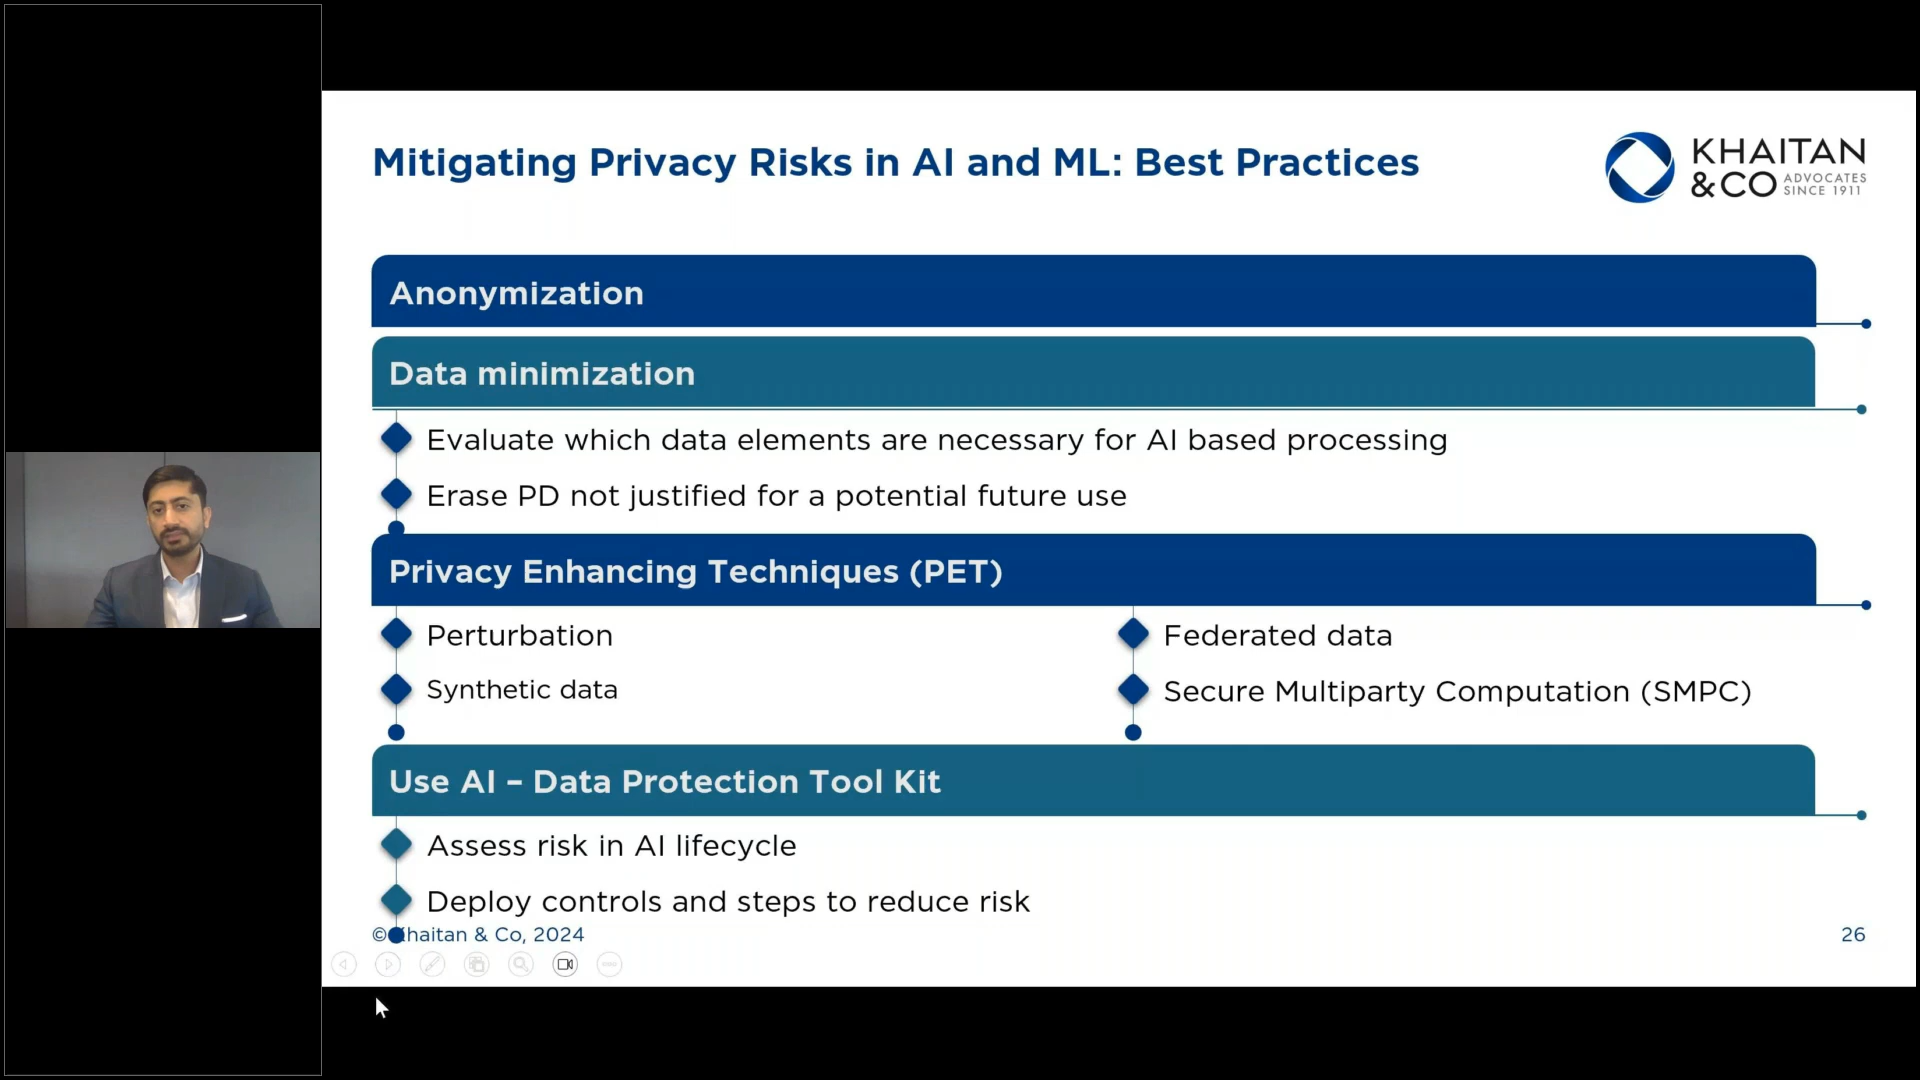 Mitigating Privacy Risks in AI and ML: Best Practices
KHAITAN
&CO ADVOCATES
SINCE 1911
Anonymization
Data minimization
Evaluate which data elements are necessary for AI based processing
Erase PD not justified for a potential future use
Privacy Enhancing Techniques (PET)
Perturbation
Federated data
Synthetic data
Secure Multiparty Computation (SMPC)
Use AI – Data Protection Tool Kit
Assess risk in AI lifecycle
Deploy controls and steps to reduce risk
© haitan & Co, 2024
26